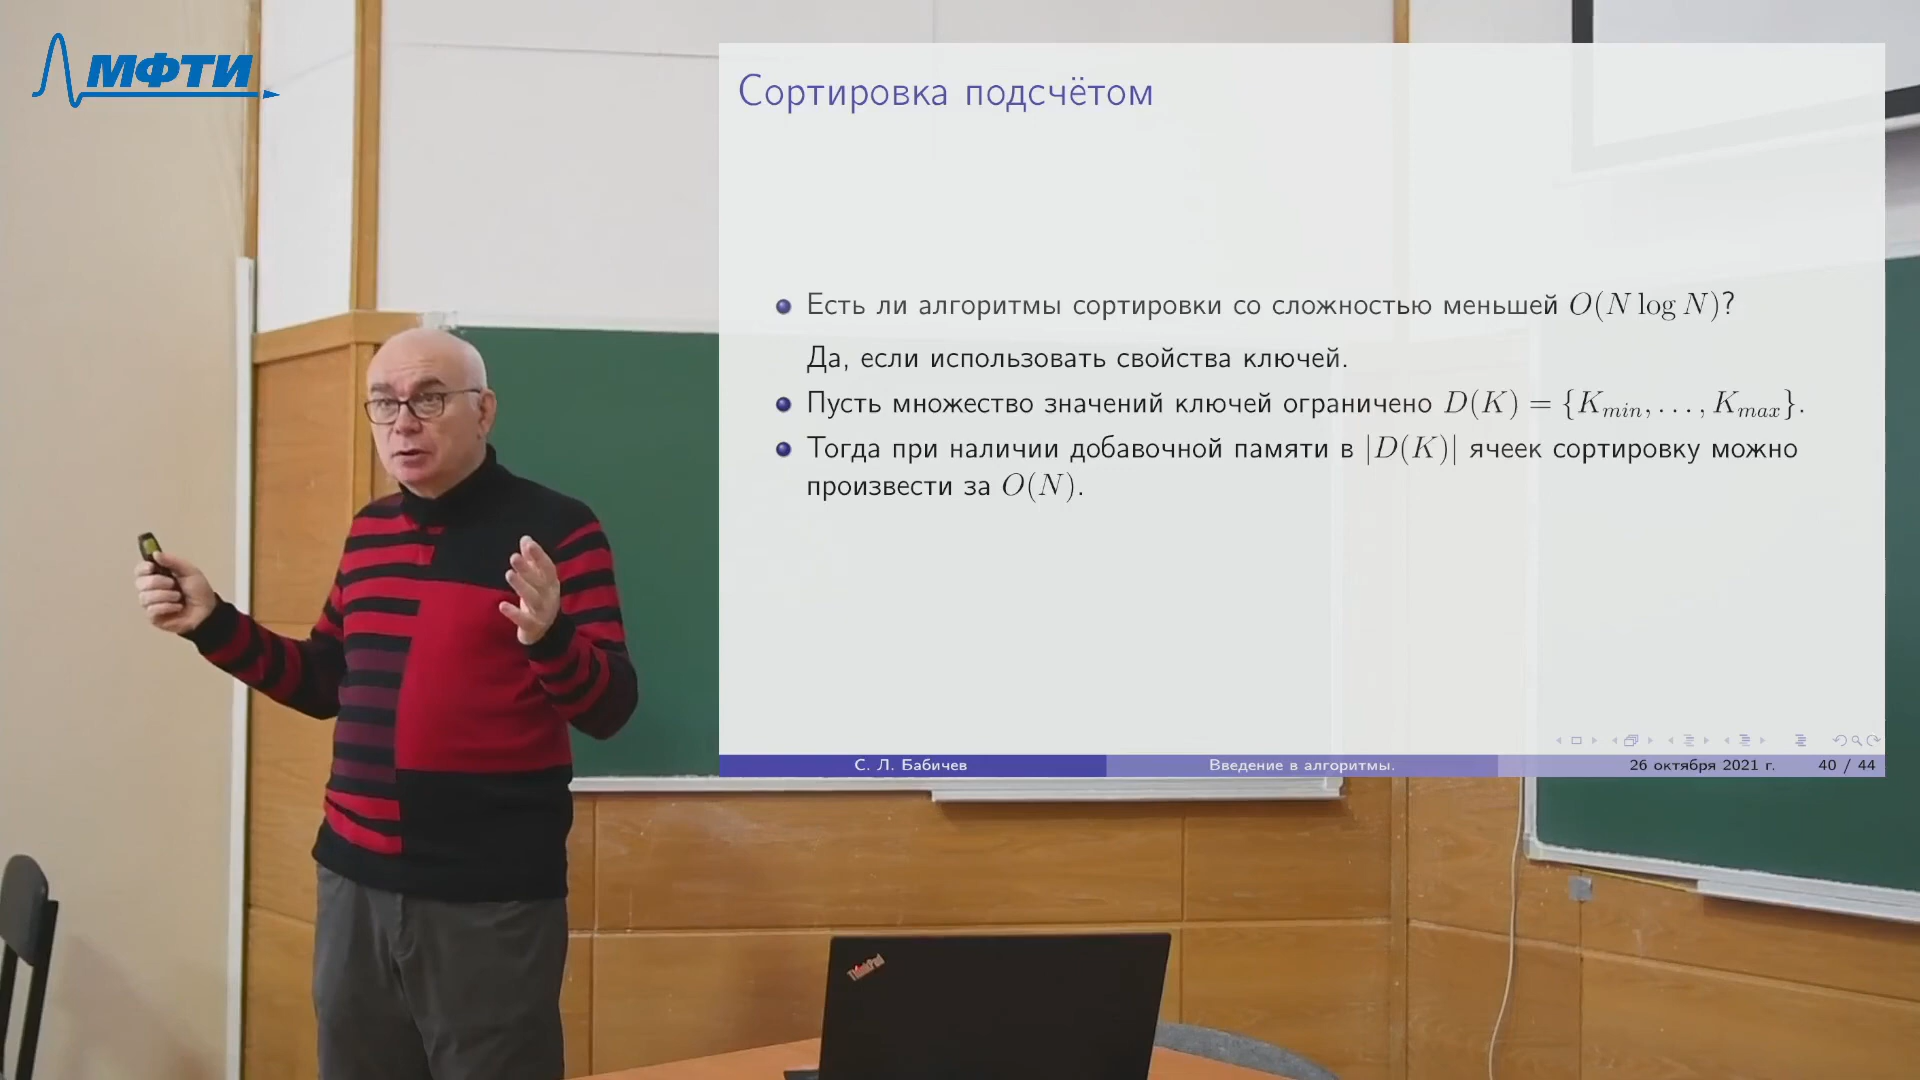 МФТИ
Сортировка подсчётом
Есть ли алгоритмы сортировки со сложностью меньшей O(N log N)?
Да, если использовать свойства ключей.
Пусть множество значений ключей ограничено D(K) = {K_min, . . . , K_max}.
Тогда при наличии добавочной памяти в |D(K)| ячеек сортировку можно
произвести за O(N).
С. Л. Бабичев Введение в алгоритмы. 26 октября 2021 г. 40 / 44
ThinkPad